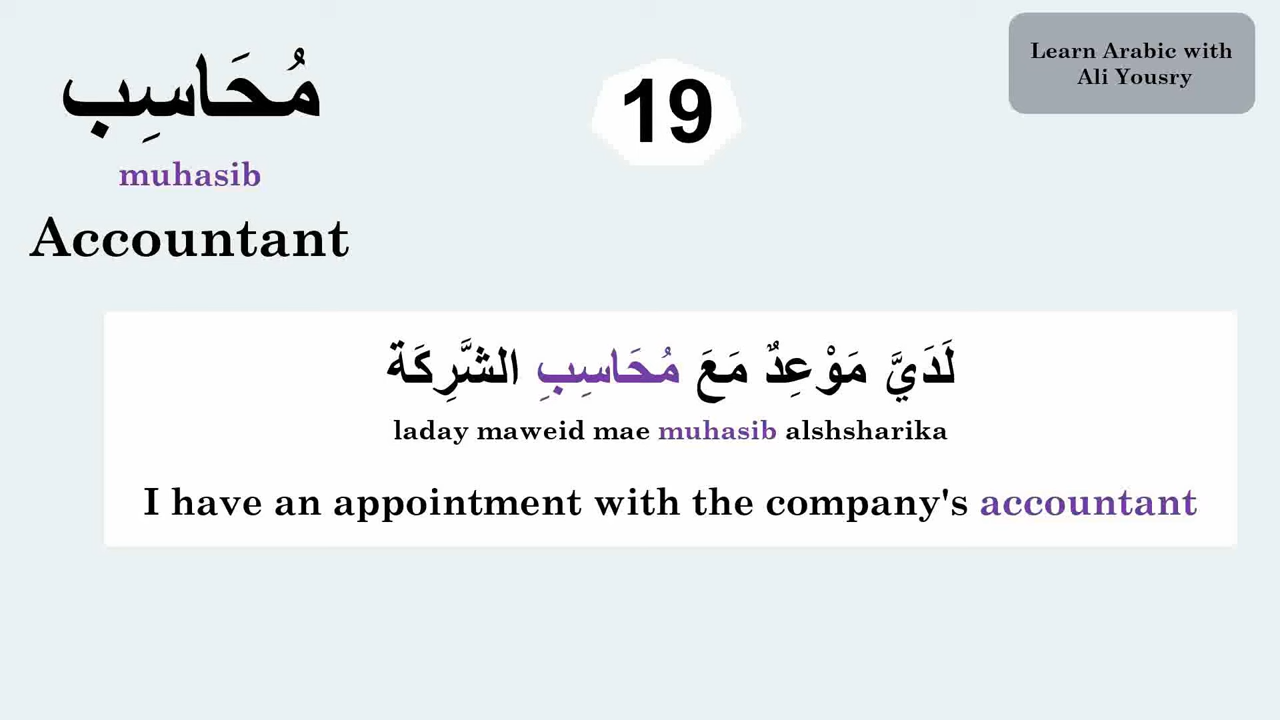 مُحَاسِب
muhasib
Accountant
19
Learn Arabic with
Ali Yousry
لَدَيَّ مَوْعِدٌ مَعَ مُحَاسِبِ الشَّرِكَة
laday maweid mae muhasib alshsharika
I have an appointment with the company's accountant